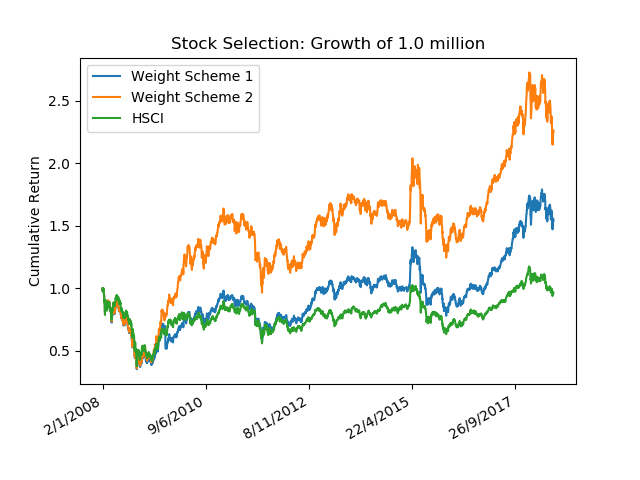 Stock Selection: Growth of 1.0 million
Weight Scheme 1
Weight Scheme 2
HSCI
Cumulative Return
2.5
2.0
1.5
1.0
0.5
2/1/2008
9/6/2010
8/11/2012
22/4/2015
26/9/2017